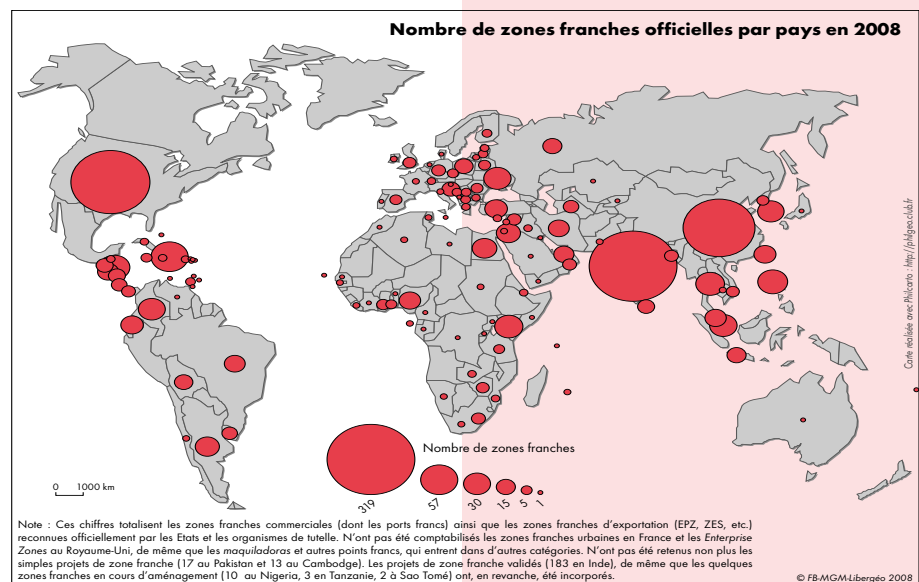 Nombre de zones franches officielles par pays en 2008
Carte réalisée avec Philcarto : http://philgeo.club.fr
Nombre de zones franches
319
57
30
15
5
1
0 1000 km
Note : Ces chiffres totalisent les zones franches commerciales (dont les ports francs) ainsi que les zones franches d'exportation (EPZ, ZES, etc.)
reconnues officiellement par les Etats et les organismes de tutelle. N'ont pas été comptabilisés les zones franches urbaines en France et les Enterprise
Zones au Royaume-Uni, de même que les maquiladoras et autres points francs, qui entrent dans d'autres catégories. N'ont pas été retenus non plus les
simples projets de zone franche (17 au Pakistan et 13 au Cambodge). Les projets de zone franche validés (183 en Inde), de même que les quelques
zones franches en cours d'aménagement (10 au Nigeria, 3 en Tanzanie, 2 à Sao Tomé) ont, en revanche, été incorporés.
© FB-MGM-Libergéo 2008